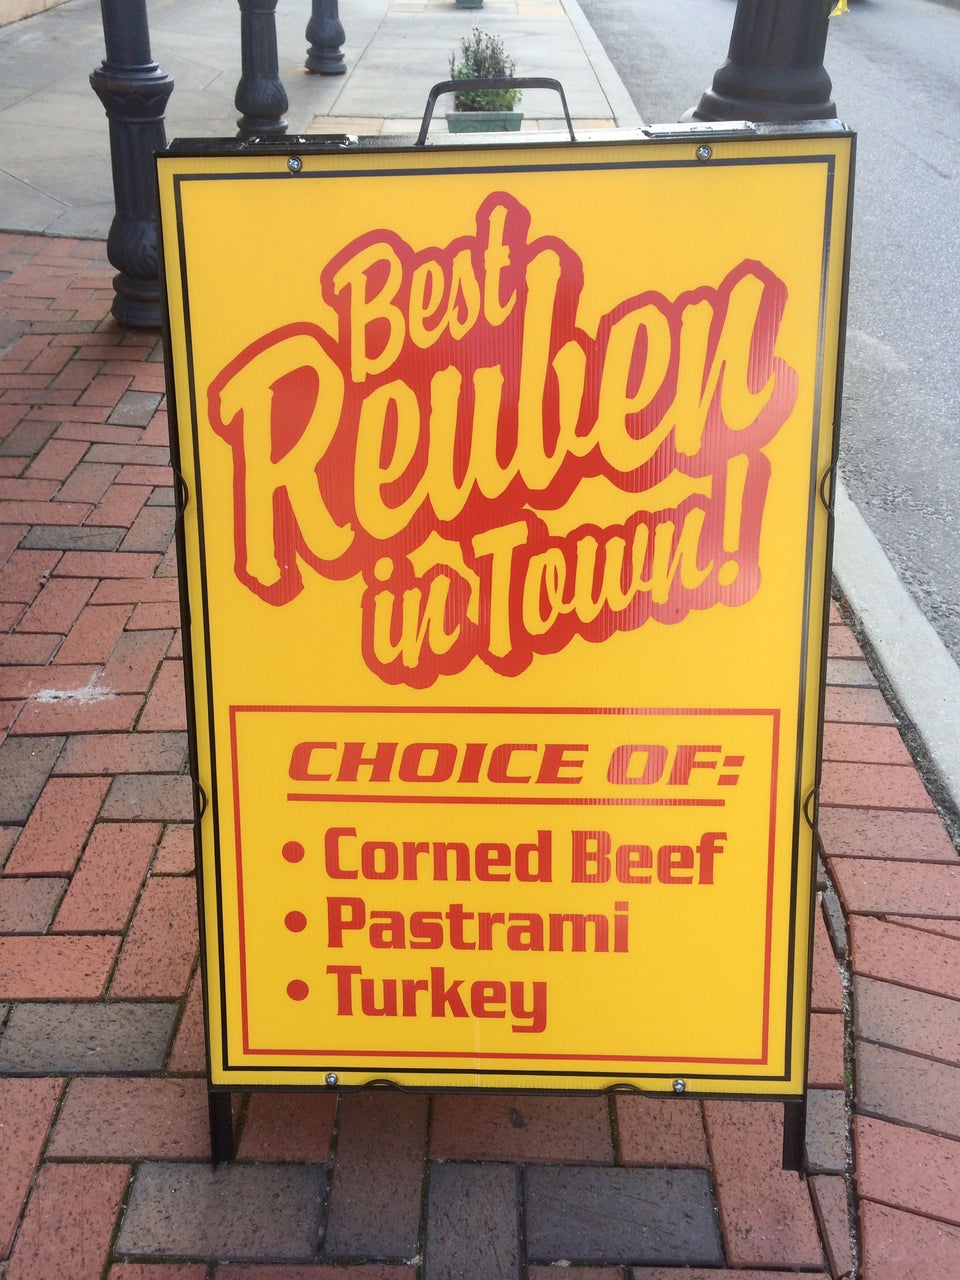 Best
Reuben
in Town!
CHOICE OF:
• Corned Beef
• Pastrami
• Turkey